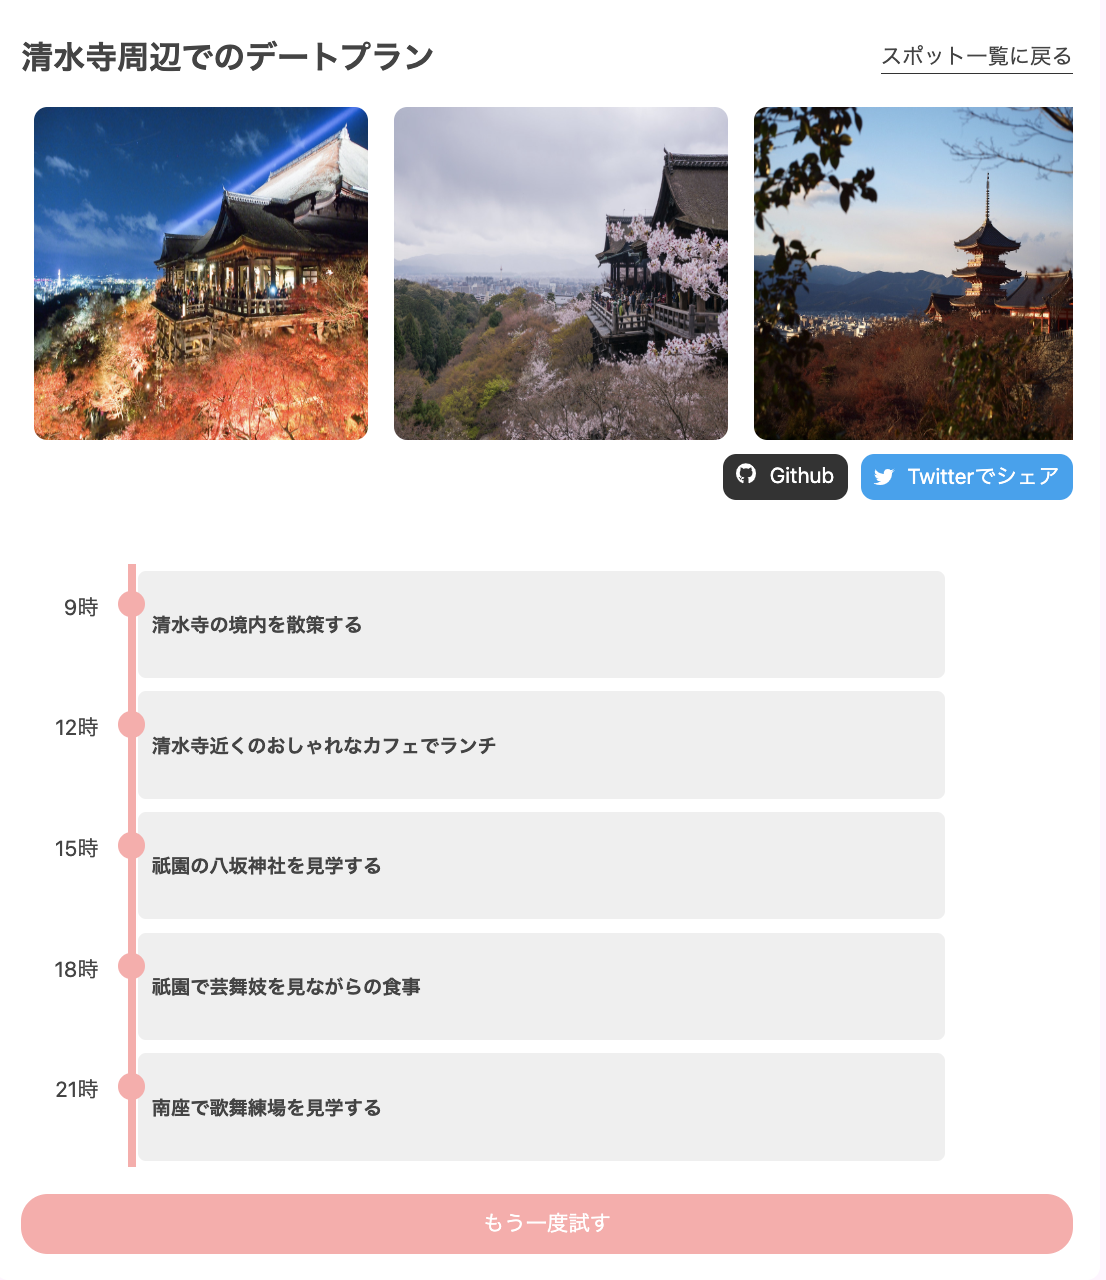 清水寺周辺でのデートプラン
スポット一覧に戻る
Github
Twitterでシェア
9時
清水寺の境内を散策する
12時
清水寺近くのおしゃれなカフェでランチ
15時
祇園の八坂神社を見学する
18時
祇園で芸舞妓を見ながらの食事
21時
南座で歌舞練場を見学する
もう一度試す